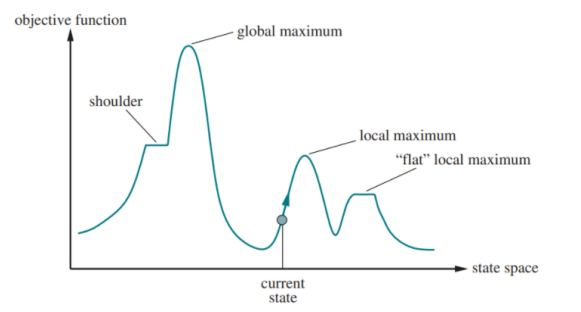 objective function
global maximum
shoulder
local maximum
“flat” local maximum
state space
current
state